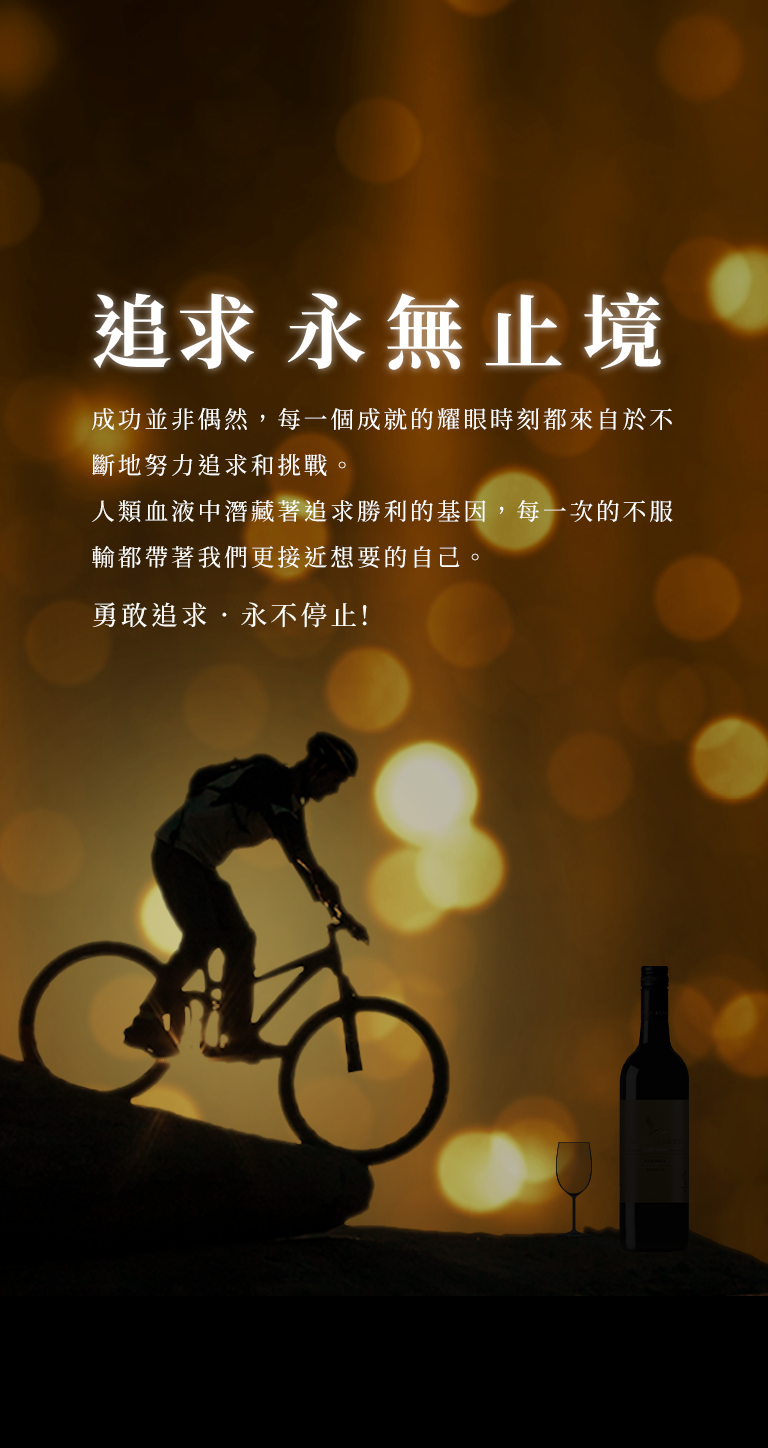 追求 永無止境
成功並非偶然，每一個成就的耀眼時刻都來自於不
斷地努力追求和挑戰。
人類血液中潛藏著追求勝利的基因，每一次的不服
輸都帶著我們更接近想要的自己。
勇敢追求‧永不停止!